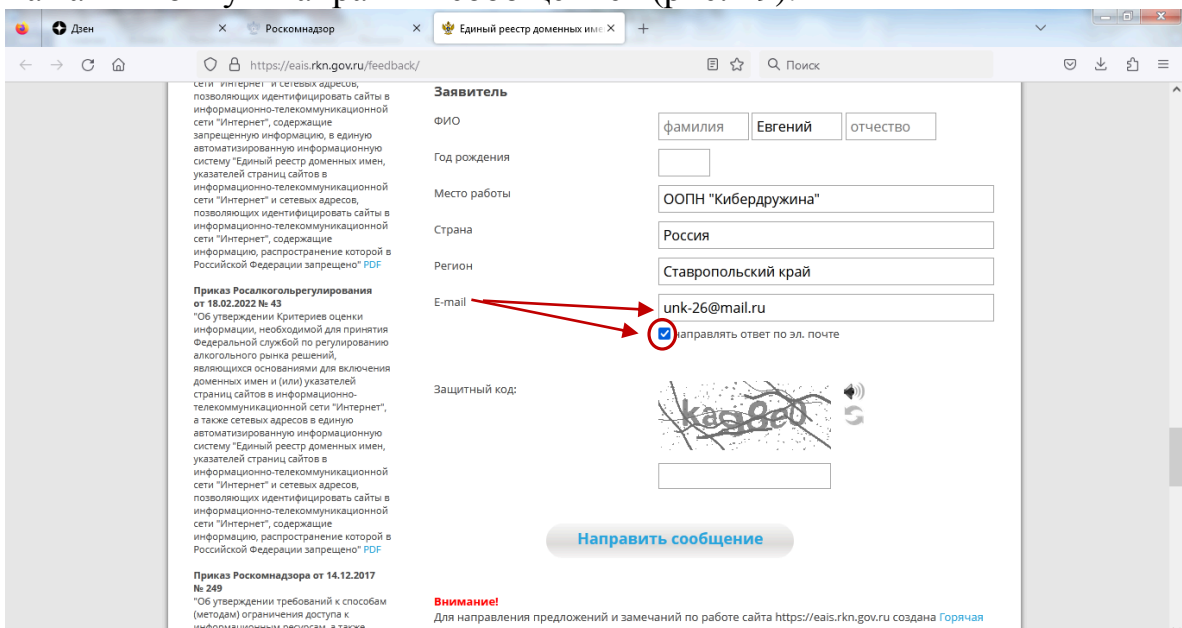 Дзен
Роскомнадзор
Единый реестр доменных име
https://eais.rkn.gov.ru/feedback/
Поиск
сети "Интернет" и сетевых адресов,
позволяющих идентифицировать сайты в
информационно-телекоммуникационной
сети "Интернет", содержащие
запрещенную информацию, в единую
автоматизированную информационную
систему "Единый реестр доменных имен,
указателей страниц сайтов в
информационно-телекоммуникационной
сети "Интернет" и сетевых адресов,
позволяющих идентифицировать сайты в
информационно-телекоммуникационной
сети "Интернет", содержащие
информацию, распространение которой в
Российской Федерации запрещено" PDF
Приказ Росалкогольрегулирования
от 18.02.2022 № 43
"Об утверждении Критериев оценки
информации, необходимой для принятия
Федеральной службой по регулированию
алкогольного рынка решений,
являющихся основаниями для включения
доменных имен и (или) указателей
страниц сайтов в информационно-
телекоммуникационной сети "Интернет",
а также сетевых адресов в единую
автоматизированную информационную
систему "Единый реестр доменных имен,
указателей страниц сайтов в
информационно-телекоммуникационной
сети "Интернет" и сетевых адресов,
позволяющих идентифицировать сайты в
информационно-телекоммуникационной
сети "Интернет", содержащие
информацию, распространение которой в
Российской Федерации запрещено" PDF
Приказ Роскомнадзора от 14.12.2017
№ 249
"Об утверждении требований к способам
(методам) ограничения доступа к
информационным ресурсам, а также
Заявитель
ФИО
фамилия Евгений отчество
Год рождения
Место работы
ООПН "Кибердружина"
Страна
Россия
Регион
Ставропольский край
E-mail
unk-26@mail.ru
направлять ответ по эл. почте
Защитный код:
Направить сообщение
Внимание!
Для направления предложений и замечаний по работе сайта https://eais.rkn.gov.ru создана Горячая